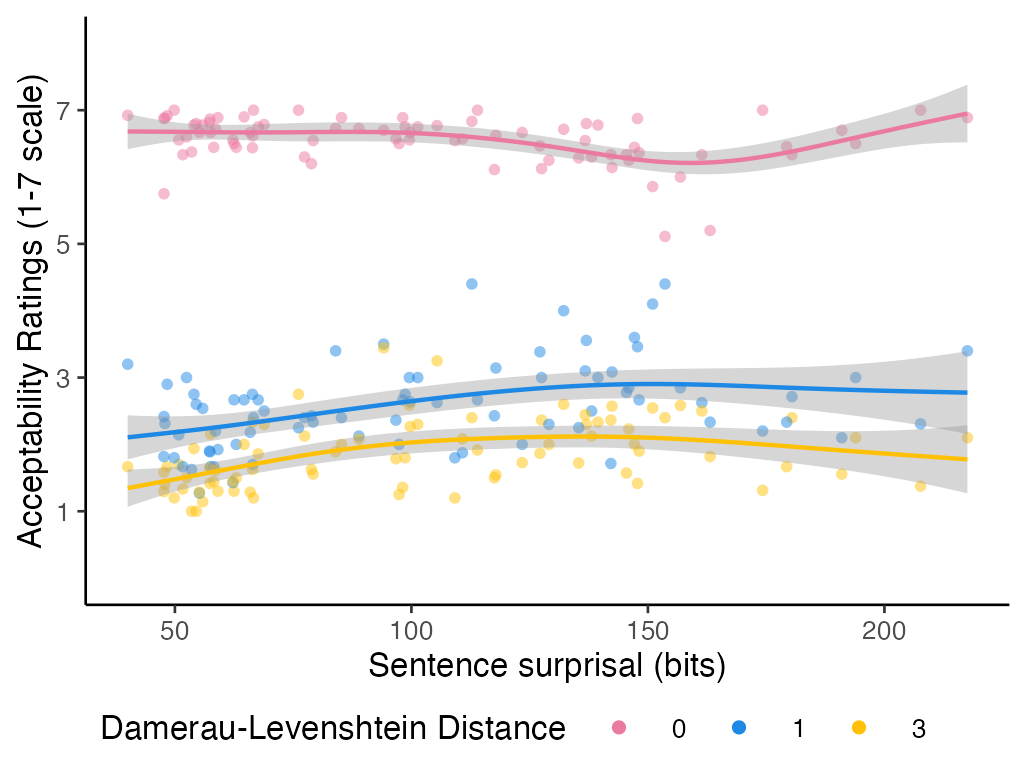 Acceptability Ratings (1-7 scale)
7
5
3
1
50 100 150 200
Sentence surprisal (bits)
Damerau-Levenshtein Distance 0 1 3